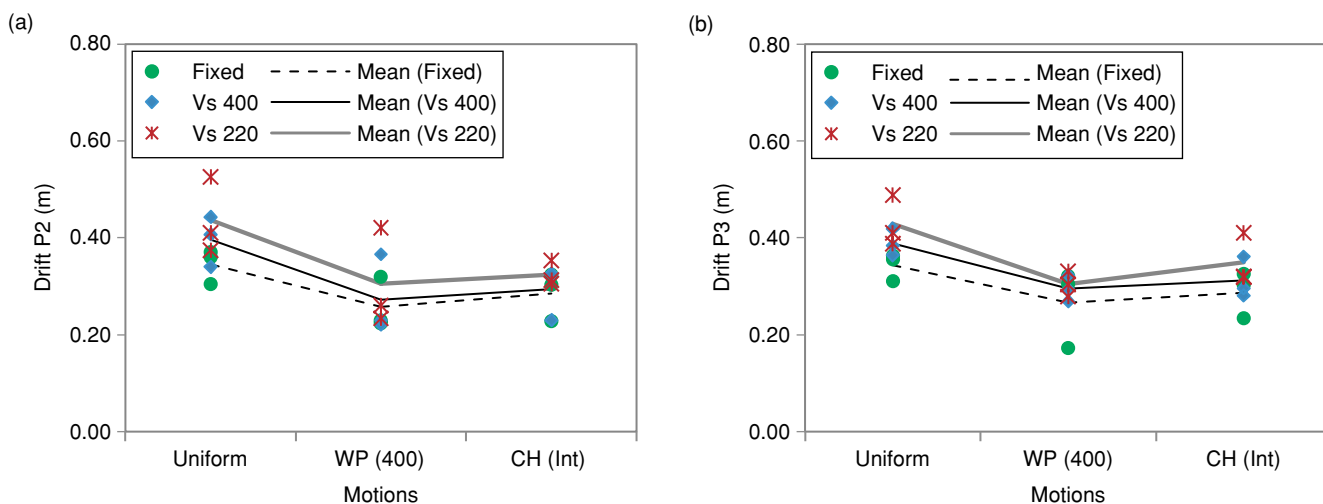 (a)
0.80
0.60
0.40
0.20
0.00
Drift P2 (m)
Fixed Mean (Fixed)
Vs 400 Mean (Vs 400)
Vs 220 Mean (Vs 220)
Uniform WP (400) CH (Int)
Motions
(b)
0.80
0.60
0.40
0.20
0.00
Drift P3 (m)
Fixed Mean (Fixed)
Vs 400 Mean (Vs 400)
Vs 220 Mean (Vs 220)
Uniform WP (400) CH (Int)
Motions